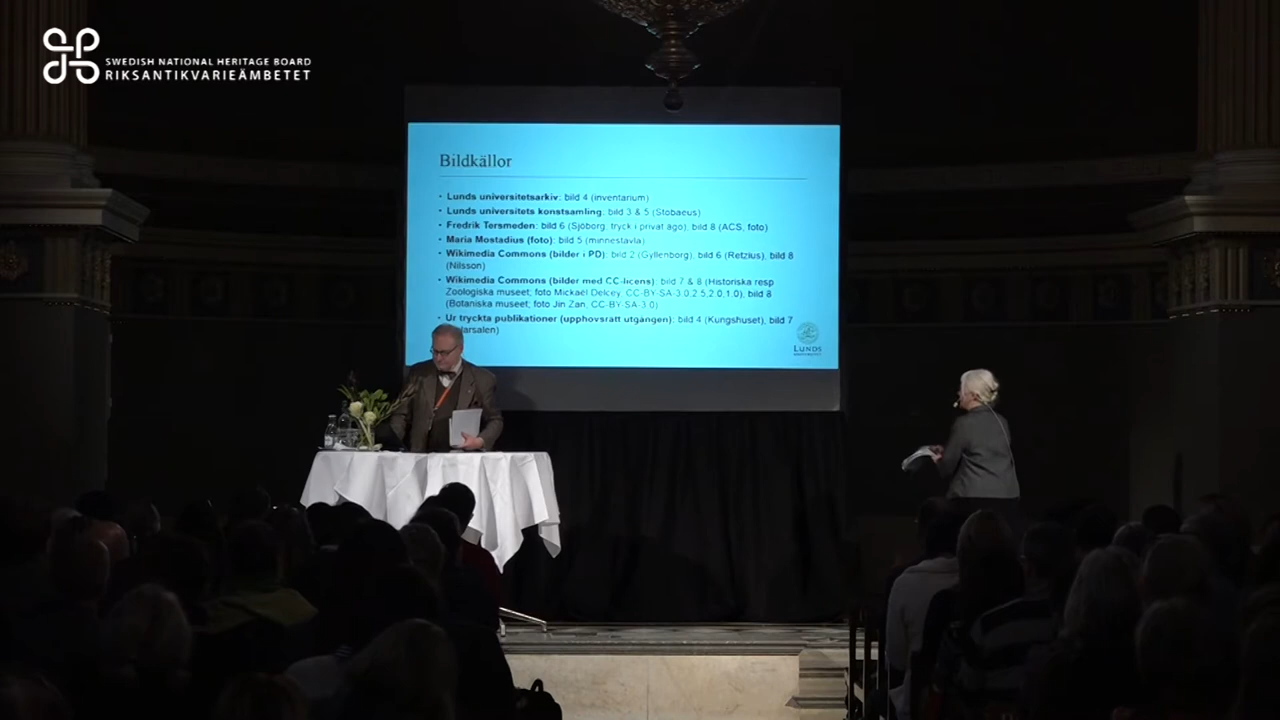 SWEDISH NATIONAL HERITAGE BOARD
RIKSANTIKVARIEÄMBETET
Bildkällor
• Lunds universitetsarkiv: bild 4 (inventarium)
• Lunds universitets konstsamling: bild 3 & 5 (Stobaeus)
• Fredrik Tersmeden: bild 6 (Sjöborg, tryck i privat ägo), bild 8 (ACS, foto)
• Maria Mostadius (foto): bild 5 (minnestavla)
• Wikimedia Commons (bilder i PD): bild 2 (Gyllenborg), bild 6 (Retzius), bild 8
(Nilsson)
• Wikimedia Commons (bilder med CC-licens): bild 7 & 8 (Historiska resp
Zoologiska museet; foto Mickaël Delcey, CC-BY-SA-3.0,2.5,2.0,1.0), bild 8
(Botaniska museet; foto Jin Zan, CC-BY-SA-3.0)
• Ur tryckta publikationer (upphovsrätt utgången): bild 4 (Kungshuset), bild 7
LUNDS
UNIVERSITET